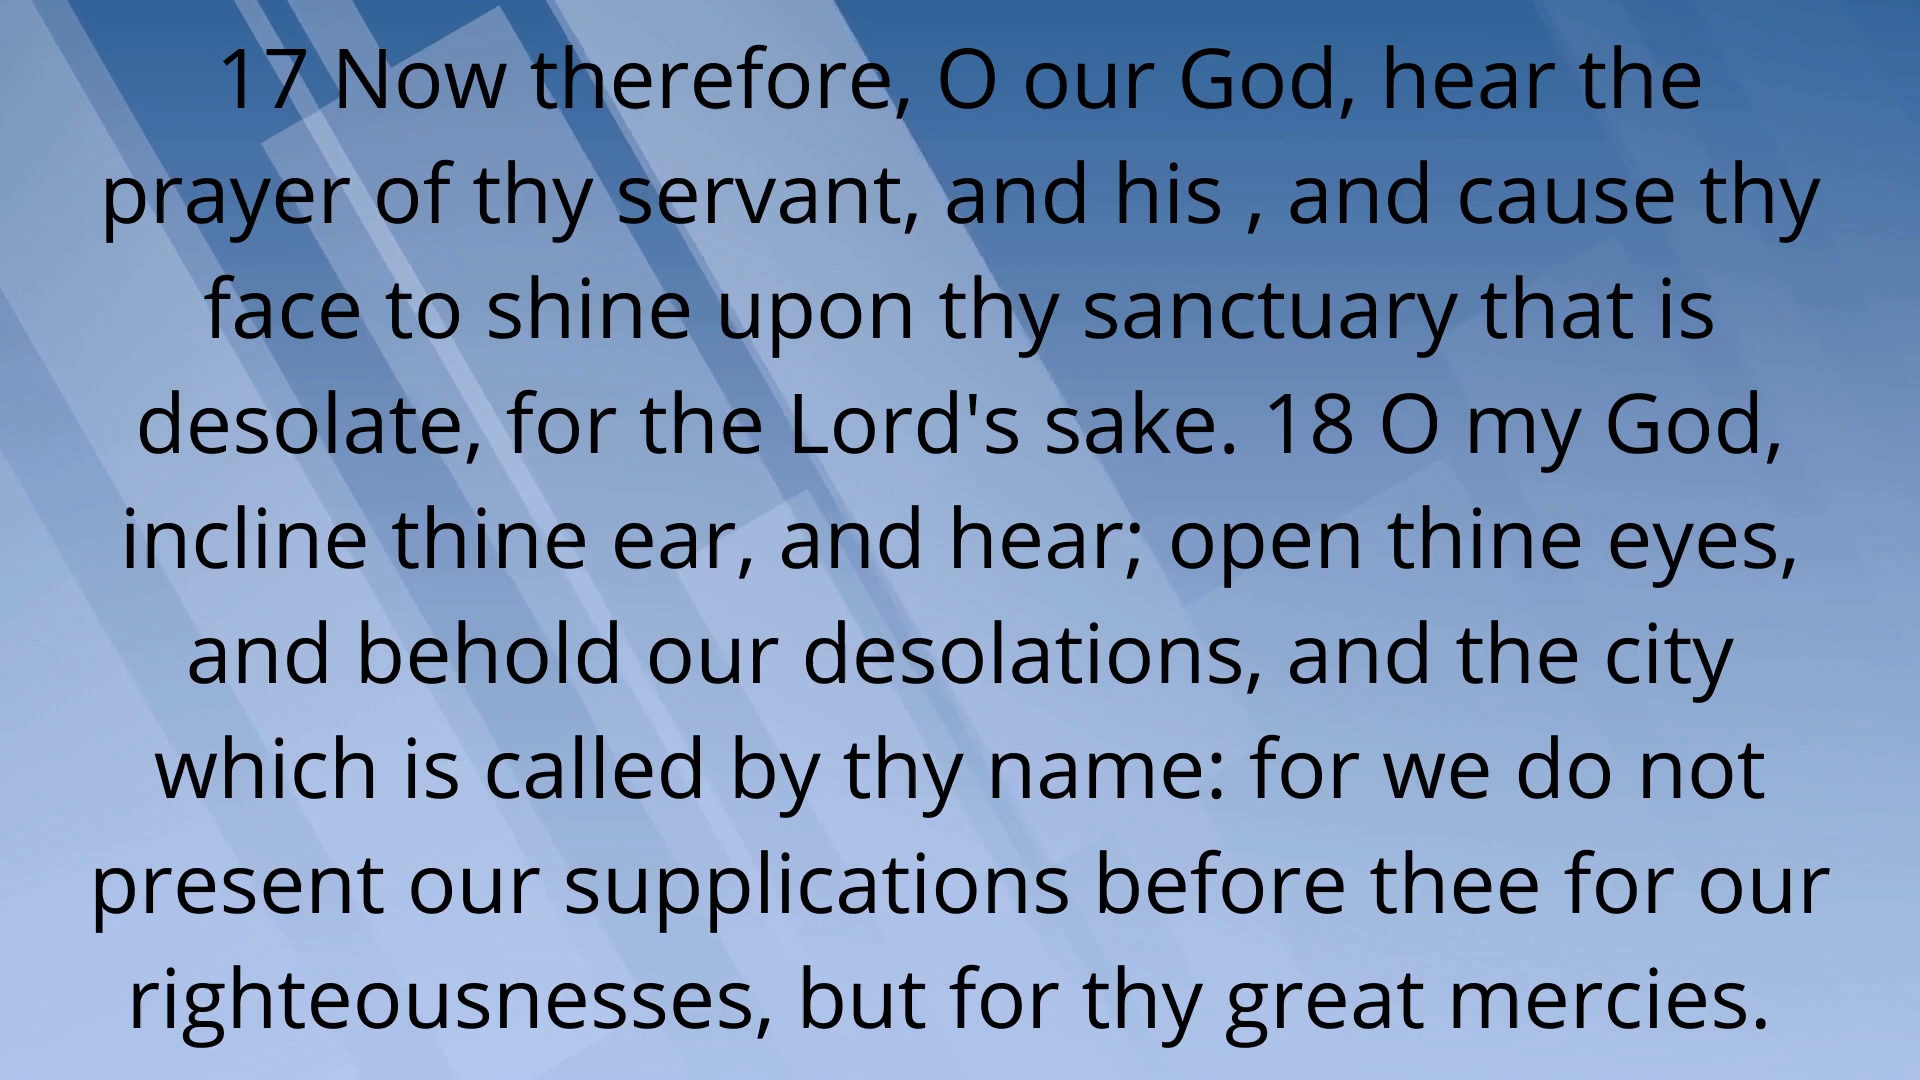 17 Now therefore, O our God, hear the
prayer of thy servant, and his , and cause thy
face to shine upon thy sanctuary that is
desolate, for the Lord's sake. 18 O my God,
incline thine ear, and hear; open thine eyes,
and behold our desolations, and the city
which is called by thy name: for we do not
present our supplications before thee for our
righteousnesses, but for thy great mercies.